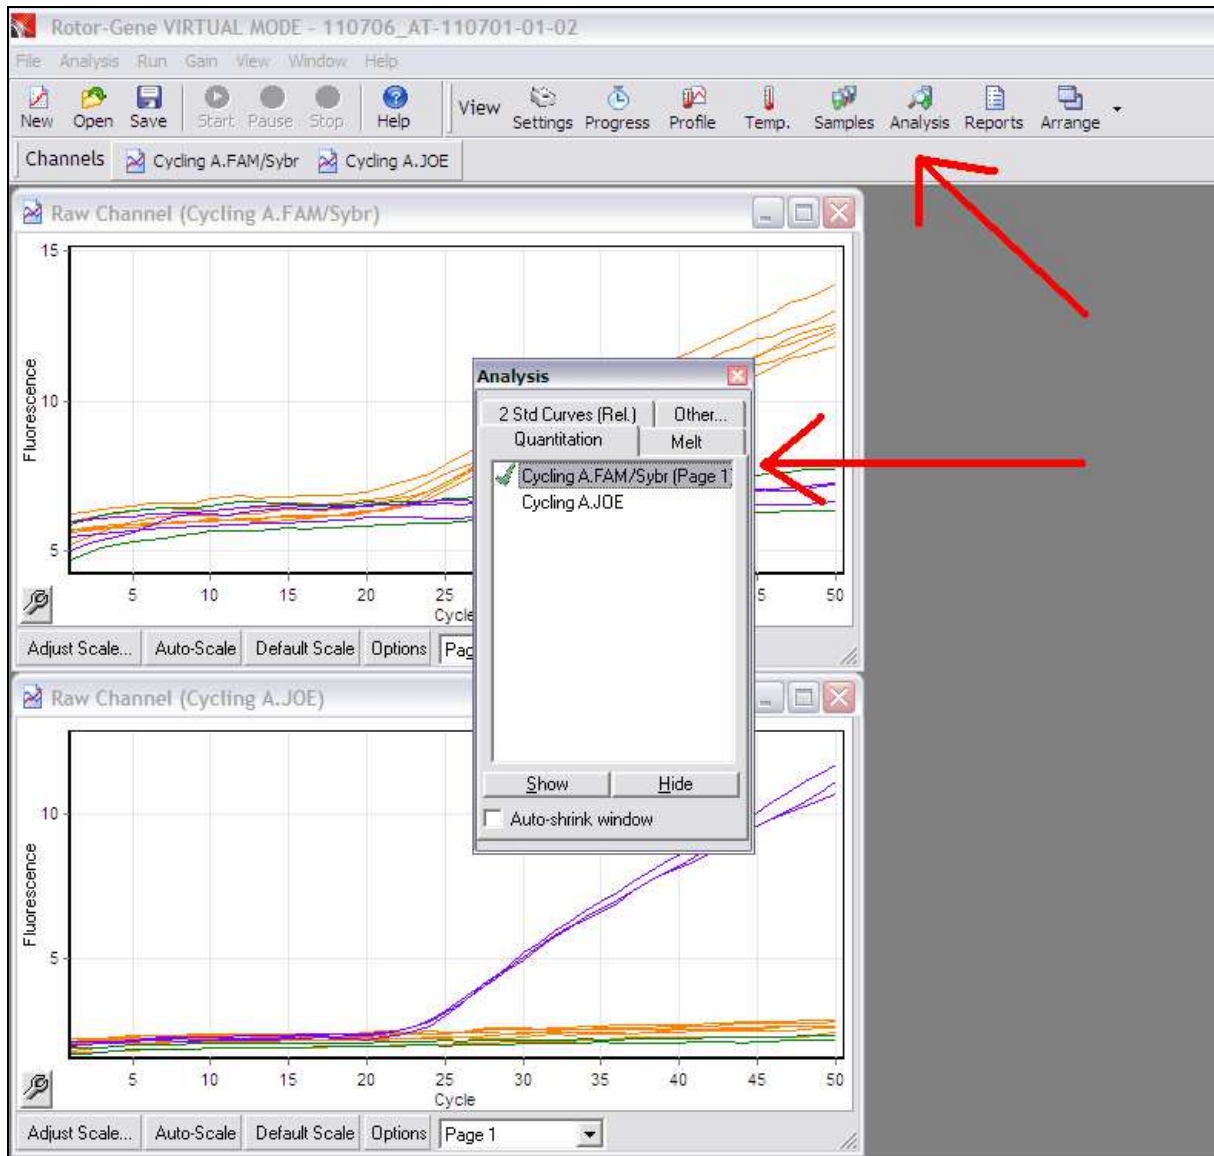 Rotor-Gene VIRTUAL MODE - 110706_AT-110701-01-02
File Analysis Run Gain View Window Help
New Open Save Start Pause Stop Help View Settings Progress Profile Temp. Samples Analysis Reports Arrange
Channels Cycling A.FAM/Sybr Cycling A.JOE
Raw Channel (Cycling A.FAM/Sybr)
15
10
5
Fluorescence
5 10 15 20 25 5 50
Cycle
Adjust Scale... Auto-Scale Default Scale Options Pag
Analysis
2 Std Curves (Rel.) Other...
Quantitation Melt
Cycling A.FAM/Sybr (Page 1
Cycling A.JOE
Show Hide
Auto-shrink window
Raw Channel (Cycling A.JOE)
10
5
Fluorescence
5 10 15 20 25 30 35 40 45 50
Cycle
Adjust Scale... Auto-Scale Default Scale Options Page 1